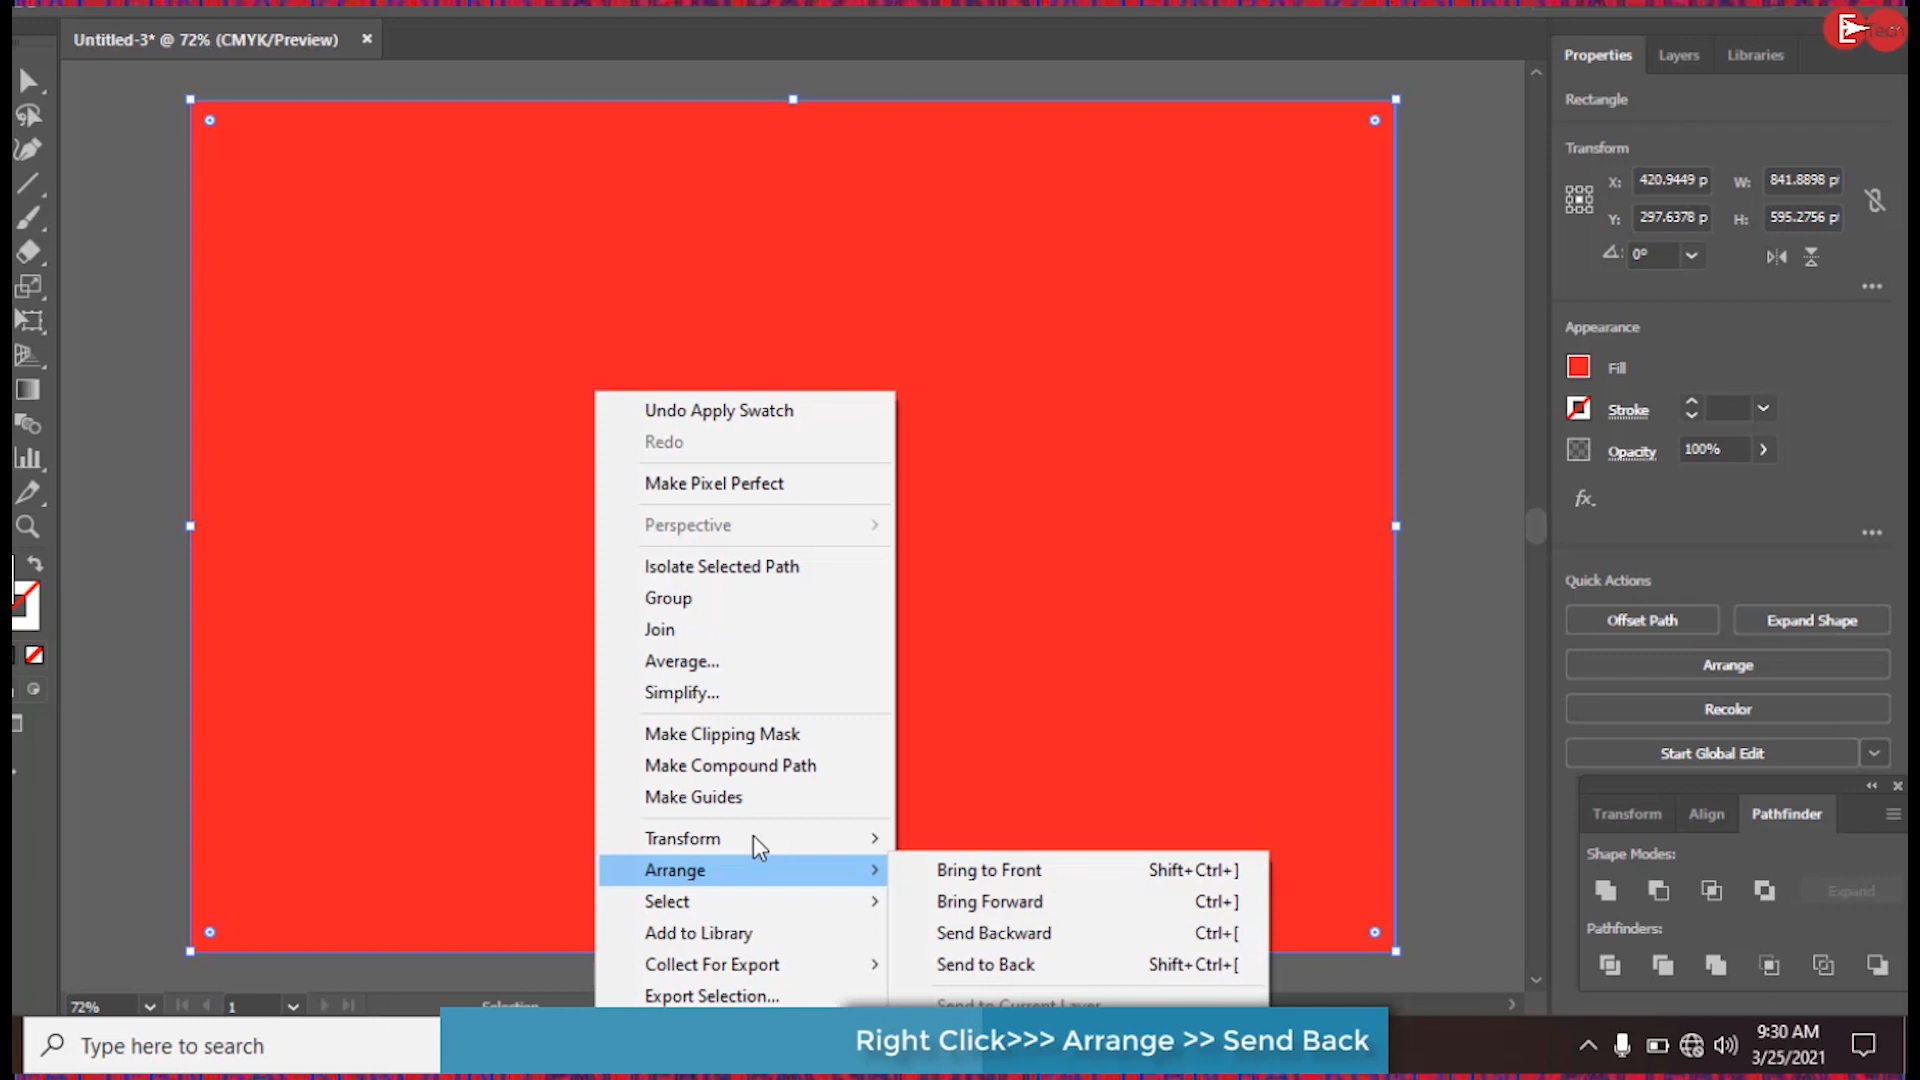 Untitled-3* @ 72% (CMYK/Preview) ×
Properties Layers Libraries
Rectangle
Transform
X: 420.9449 p W: 841.8898 p
Y: 297.6378 p H: 595.2756 p
0°
Appearance
Fill
Stroke
Opacity 100%
fx.
Quick Actions
Offset Path Expand Shape
Arrange
Recolor
Start Global Edit
Transform Align Pathfinder
Shape Modes:
Expand
Pathfinders:
Undo Apply Swatch
Redo
Make Pixel Perfect
Perspective
Isolate Selected Path
Group
Join
Average...
Simplify...
Make Clipping Mask
Make Compound Path
Make Guides
Transform
Arrange
Select
Add to Library
Collect For Export
Export Selection...
Bring to Front Shift+Ctrl+]
Bring Forward Ctrl+]
Send Backward Ctrl+[
Send to Back Shift+Ctrl+[
Send to Current Layer
72% 1 Selection
Type here to search
Right Click>>> Arrange >> Send Back
9:30 AM
3/25/2021